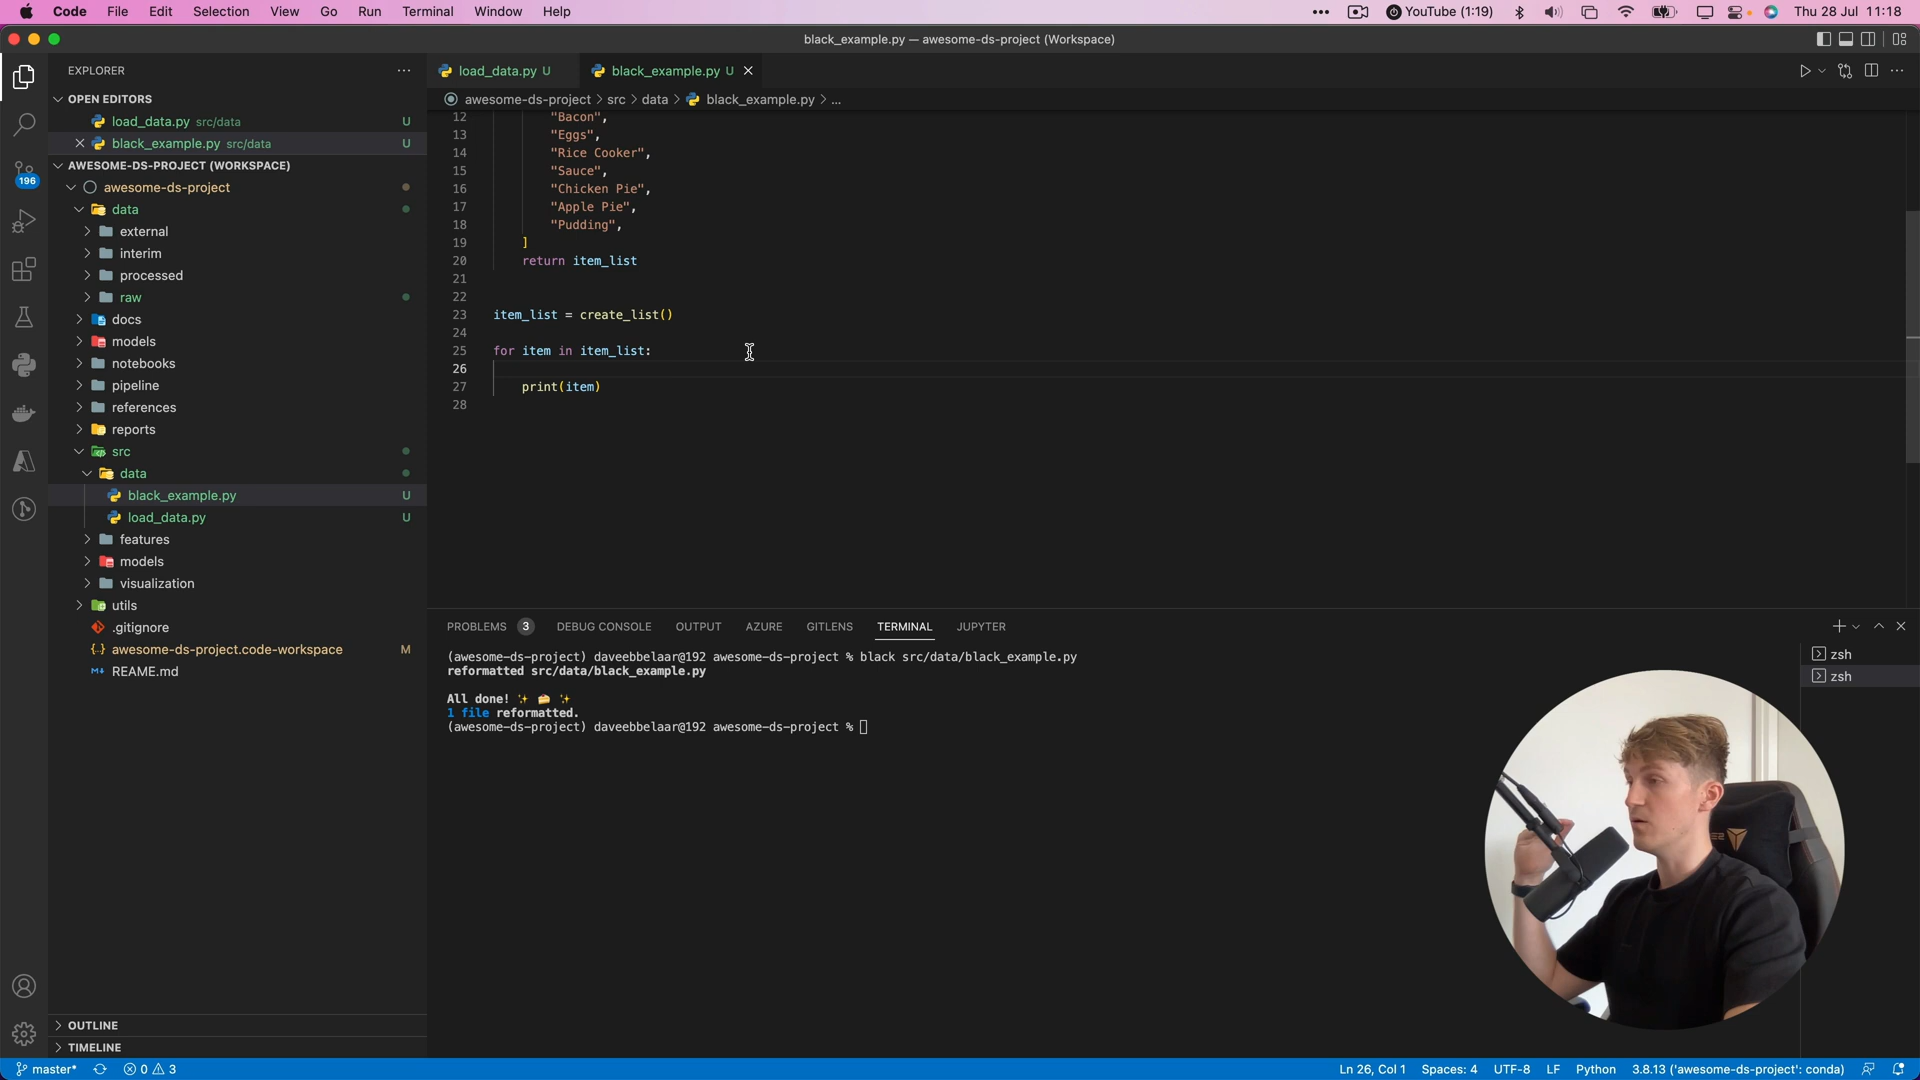 Code File Edit Selection View Go Run Terminal Window Help
••• YouTube (1:19) Thu 28 Jul 11:18
black_example.py — awesome-ds-project (Workspace)
EXPLORER
OPEN EDITORS
load_data.py src/data U
black_example.py src/data U
AWESOME-DS-PROJECT (WORKSPACE)
awesome-ds-project
data
external
interim
processed
raw
docs
models
notebooks
pipeline
references
reports
src
data
black_example.py U
load_data.py U
features
models
visualization
utils
.gitignore
awesome-ds-project.code-workspace M
REAME.md
OUTLINE
TIMELINE
196
load_data.py U black_example.py U
awesome-ds-project > src > data > black_example.py > ...
12 "Bacon",
13 "Eggs",
14 "Rice Cooker",
15 "Sauce",
16 "Chicken Pie",
17 "Apple Pie",
18 "Pudding",
19 ]
20 return item_list
21
22
23 item_list = create_list()
24
25 for item in item_list:
26
27 print(item)
28
PROBLEMS 3 DEBUG CONSOLE OUTPUT AZURE GITLENS TERMINAL JUPYTER
(awesome-ds-project) daveebbelaar@192 awesome-ds-project % black src/data/black_example.py
reformatted src/data/black_example.py
All done! ✨ 🍰 ✨
1 file reformatted.
(awesome-ds-project) daveebbelaar@192 awesome-ds-project %
zsh
zsh
master* 0 3 Ln 26, Col 1 Spaces: 4 UTF-8 LF Python 3.8.13 ('awesome-ds-project': conda)